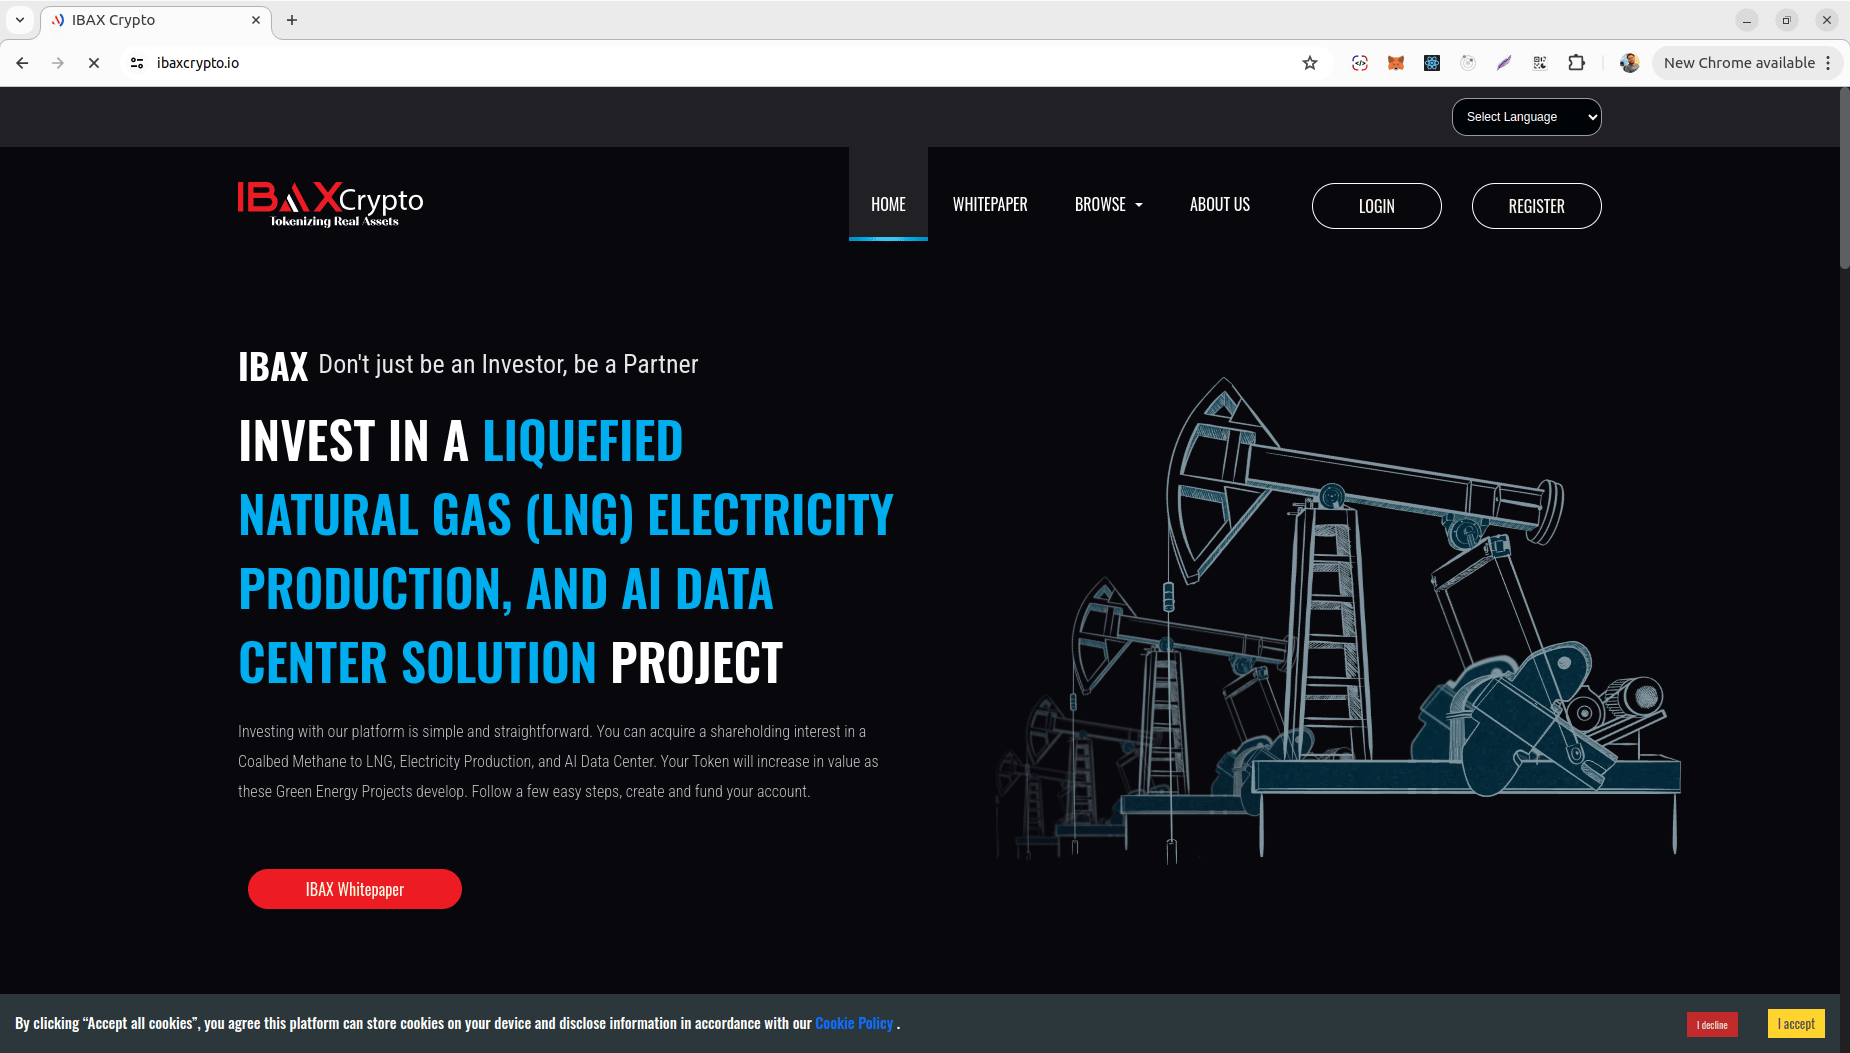 IBAX Crypto
ibaxcrypto.io
New Chrome available
Select Language
IBAXCrypto
Tokenizing Real Assets
HOME
WHITEPAPER
BROWSE
ABOUT US
LOGIN
REGISTER
IBAX Don't just be an Investor, be a Partner
INVEST IN A LIQUEFIED
NATURAL GAS (LNG) ELECTRICITY
PRODUCTION, AND AI DATA
CENTER SOLUTION PROJECT
Investing with our platform is simple and straightforward. You can acquire a shareholding interest in a
Coalbed Methane to LNG, Electricity Production, and AI Data Center. Your Token will increase in value as
these Green Energy Projects develop. Follow a few easy steps, create and fund your account.
IBAX Whitepaper
By clicking “Accept all cookies”, you agree this platform can store cookies on your device and disclose information in accordance with our Cookie Policy .
I decline
I accept